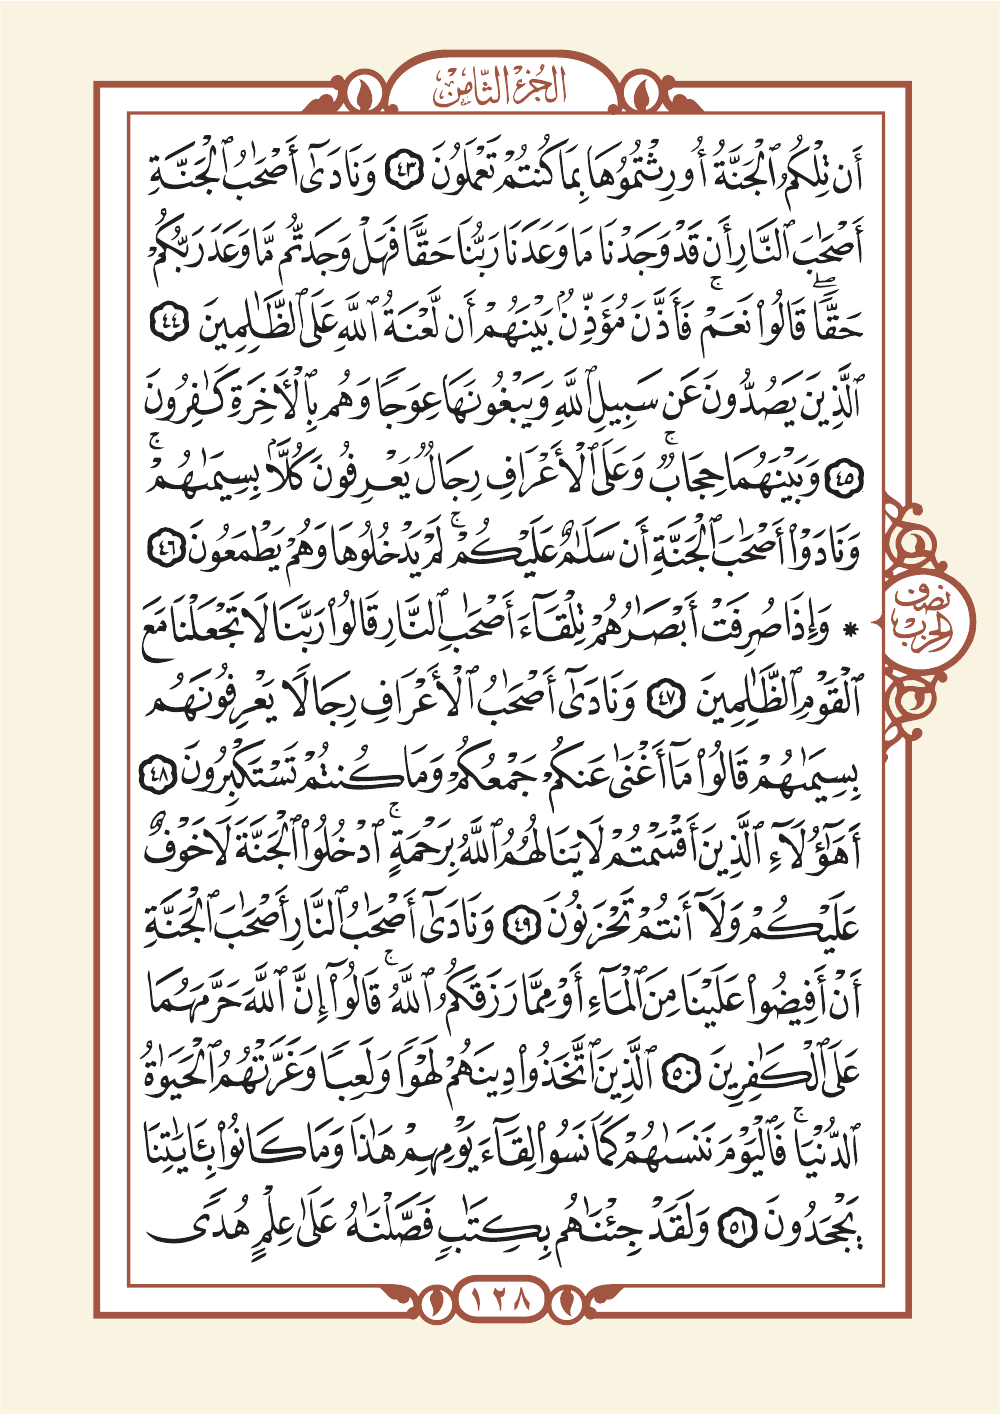 الجزء الثامن
أَن تِلْكُمُ ٱلْجَنَّةُ أُورِثْتُمُوهَا بِمَا كُنتُمْ تَعْمَلُونَ ٤٣ وَنَادَىٰٓ أَصْحَٰبُ ٱلْجَنَّةِ
أَصْحَٰبَ ٱلنَّارِ أَن قَدْ وَجَدْنَا مَا وَعَدَنَا رَبُّنَا حَقًّا فَهَلْ وَجَدتُّم مَّا وَعَدَ رَبُّكُمْ
حَقًّاۖ قَالُوا۟ نَعَمْۚ فَأَذَّنَ مُؤَذِّنٌۢ بَيْنَهُمْ أَن لَّعْنَةُ ٱللَّهِ عَلَى ٱلظَّٰلِمِينَ ٤٤
ٱلَّذِينَ يَصُدُّونَ عَن سَبِيلِ ٱللَّهِ وَيَبْغُونَهَا عِوَجًا وَهُم بِٱلْأَخِرَةِ كَٰفِرُونَ
٤٥ وَبَيْنَهُمَا حِجَابٌۚ وَعَلَى ٱلْأَعْرَافِ رِجَالٌ يَعْرِفُونَ كُلًّۢا بِسِيمَىٰهُمْۚ
وَنَادَوْا۟ أَصْحَٰبَ ٱلْجَنَّةِ أَن سَلَٰمٌ عَلَيْكُمْۚ لَمْ يَدْخُلُوهَا وَهُمْ يَطْمَعُونَ ٤٦
* وَإِذَا صُرِفَتْ أَبْصَٰرُهُمْ تِلْقَآءَ أَصْحَٰبِ ٱلنَّارِ قَالُوا۟ رَبَّنَا لَا تَجْعَلْنَا مَعَ
نصف الحزب
ٱلْقَوْمِ ٱلظَّٰلِمِينَ ٤٧ وَنَادَىٰٓ أَصْحَٰبُ ٱلْأَعْرَافِ رِجَالًا يَعْرِفُونَهُم
بِسِيمَىٰهُمْ قَالُوا۟ مَآ أَغْنَىٰ عَنكُمْ جَمْعُكُمْ وَمَا كُنتُمْ تَسْتَكْبِرُونَ ٤٨
أَهَٰٓؤُلَآءِ ٱلَّذِينَ أَقْسَمْتُمْ لَا يَنَالُهُمُ ٱللَّهُ بِرَحْمَةٍۚ ٱدْخُلُوا۟ ٱلْجَنَّةَ لَا خَوْفٌ
عَلَيْكُمْ وَلَآ أَنتُمْ تَحْزَنُونَ ٤٩ وَنَادَىٰٓ أَصْحَٰبُ ٱلنَّارِ أَصْحَٰبَ ٱلْجَنَّةِ
أَنْ أَفِيضُوا۟ عَلَيْنَا مِنَ ٱلْمَآءِ أَوْ مِمَّا رَزَقَكُمُ ٱللَّهُۚ قَالُوٓا۟ إِنَّ ٱللَّهَ حَرَّمَهُمَا
عَلَى ٱلْكَٰفِرِينَ ٥٠ ٱلَّذِينَ ٱتَّخَذُوا۟ دِينَهُمْ لَهْوًا وَلَعِبًا وَغَرَّتْهُمُ ٱلْحَيَوٰةُ
ٱلدُّنْيَاۚ فَٱلْيَوْمَ نَنسَىٰهُمْ كَمَا نَسُوا۟ لِقَآءَ يَوْمِهِمْ هَٰذَا وَمَا كَانُوا۟ بِـَٔايَٰتِنَا
يَجْحَدُونَ ٥١ وَلَقَدْ جِئْنَٰهُم بِكِتَٰبٍ فَصَّلْنَٰهُ عَلَىٰ عِلْمٍ هُدًى
١٢٨